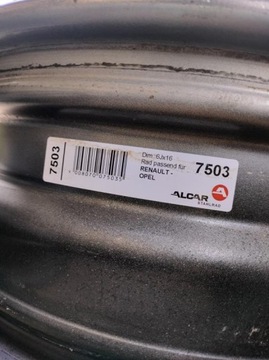 7503
Dim.:6Jx16
Rad passend für
RENAULT -
OPEL
7503
ALCAR
STAHLRAD